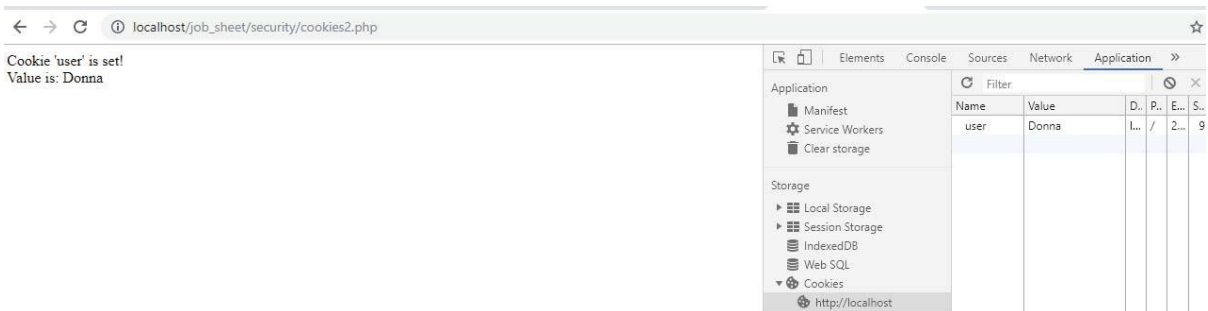 localhost/job_sheet/security/cookies2.php
Cookie 'user' is set!
Value is: Donna
Elements Console Sources Network Application »
Application
Manifest
Service Workers
Clear storage
Storage
Local Storage
Session Storage
IndexedDB
Web SQL
Cookies
http://localhost
Filter
Name Value D.. P.. E... S..
user Donna l... / 2... 9